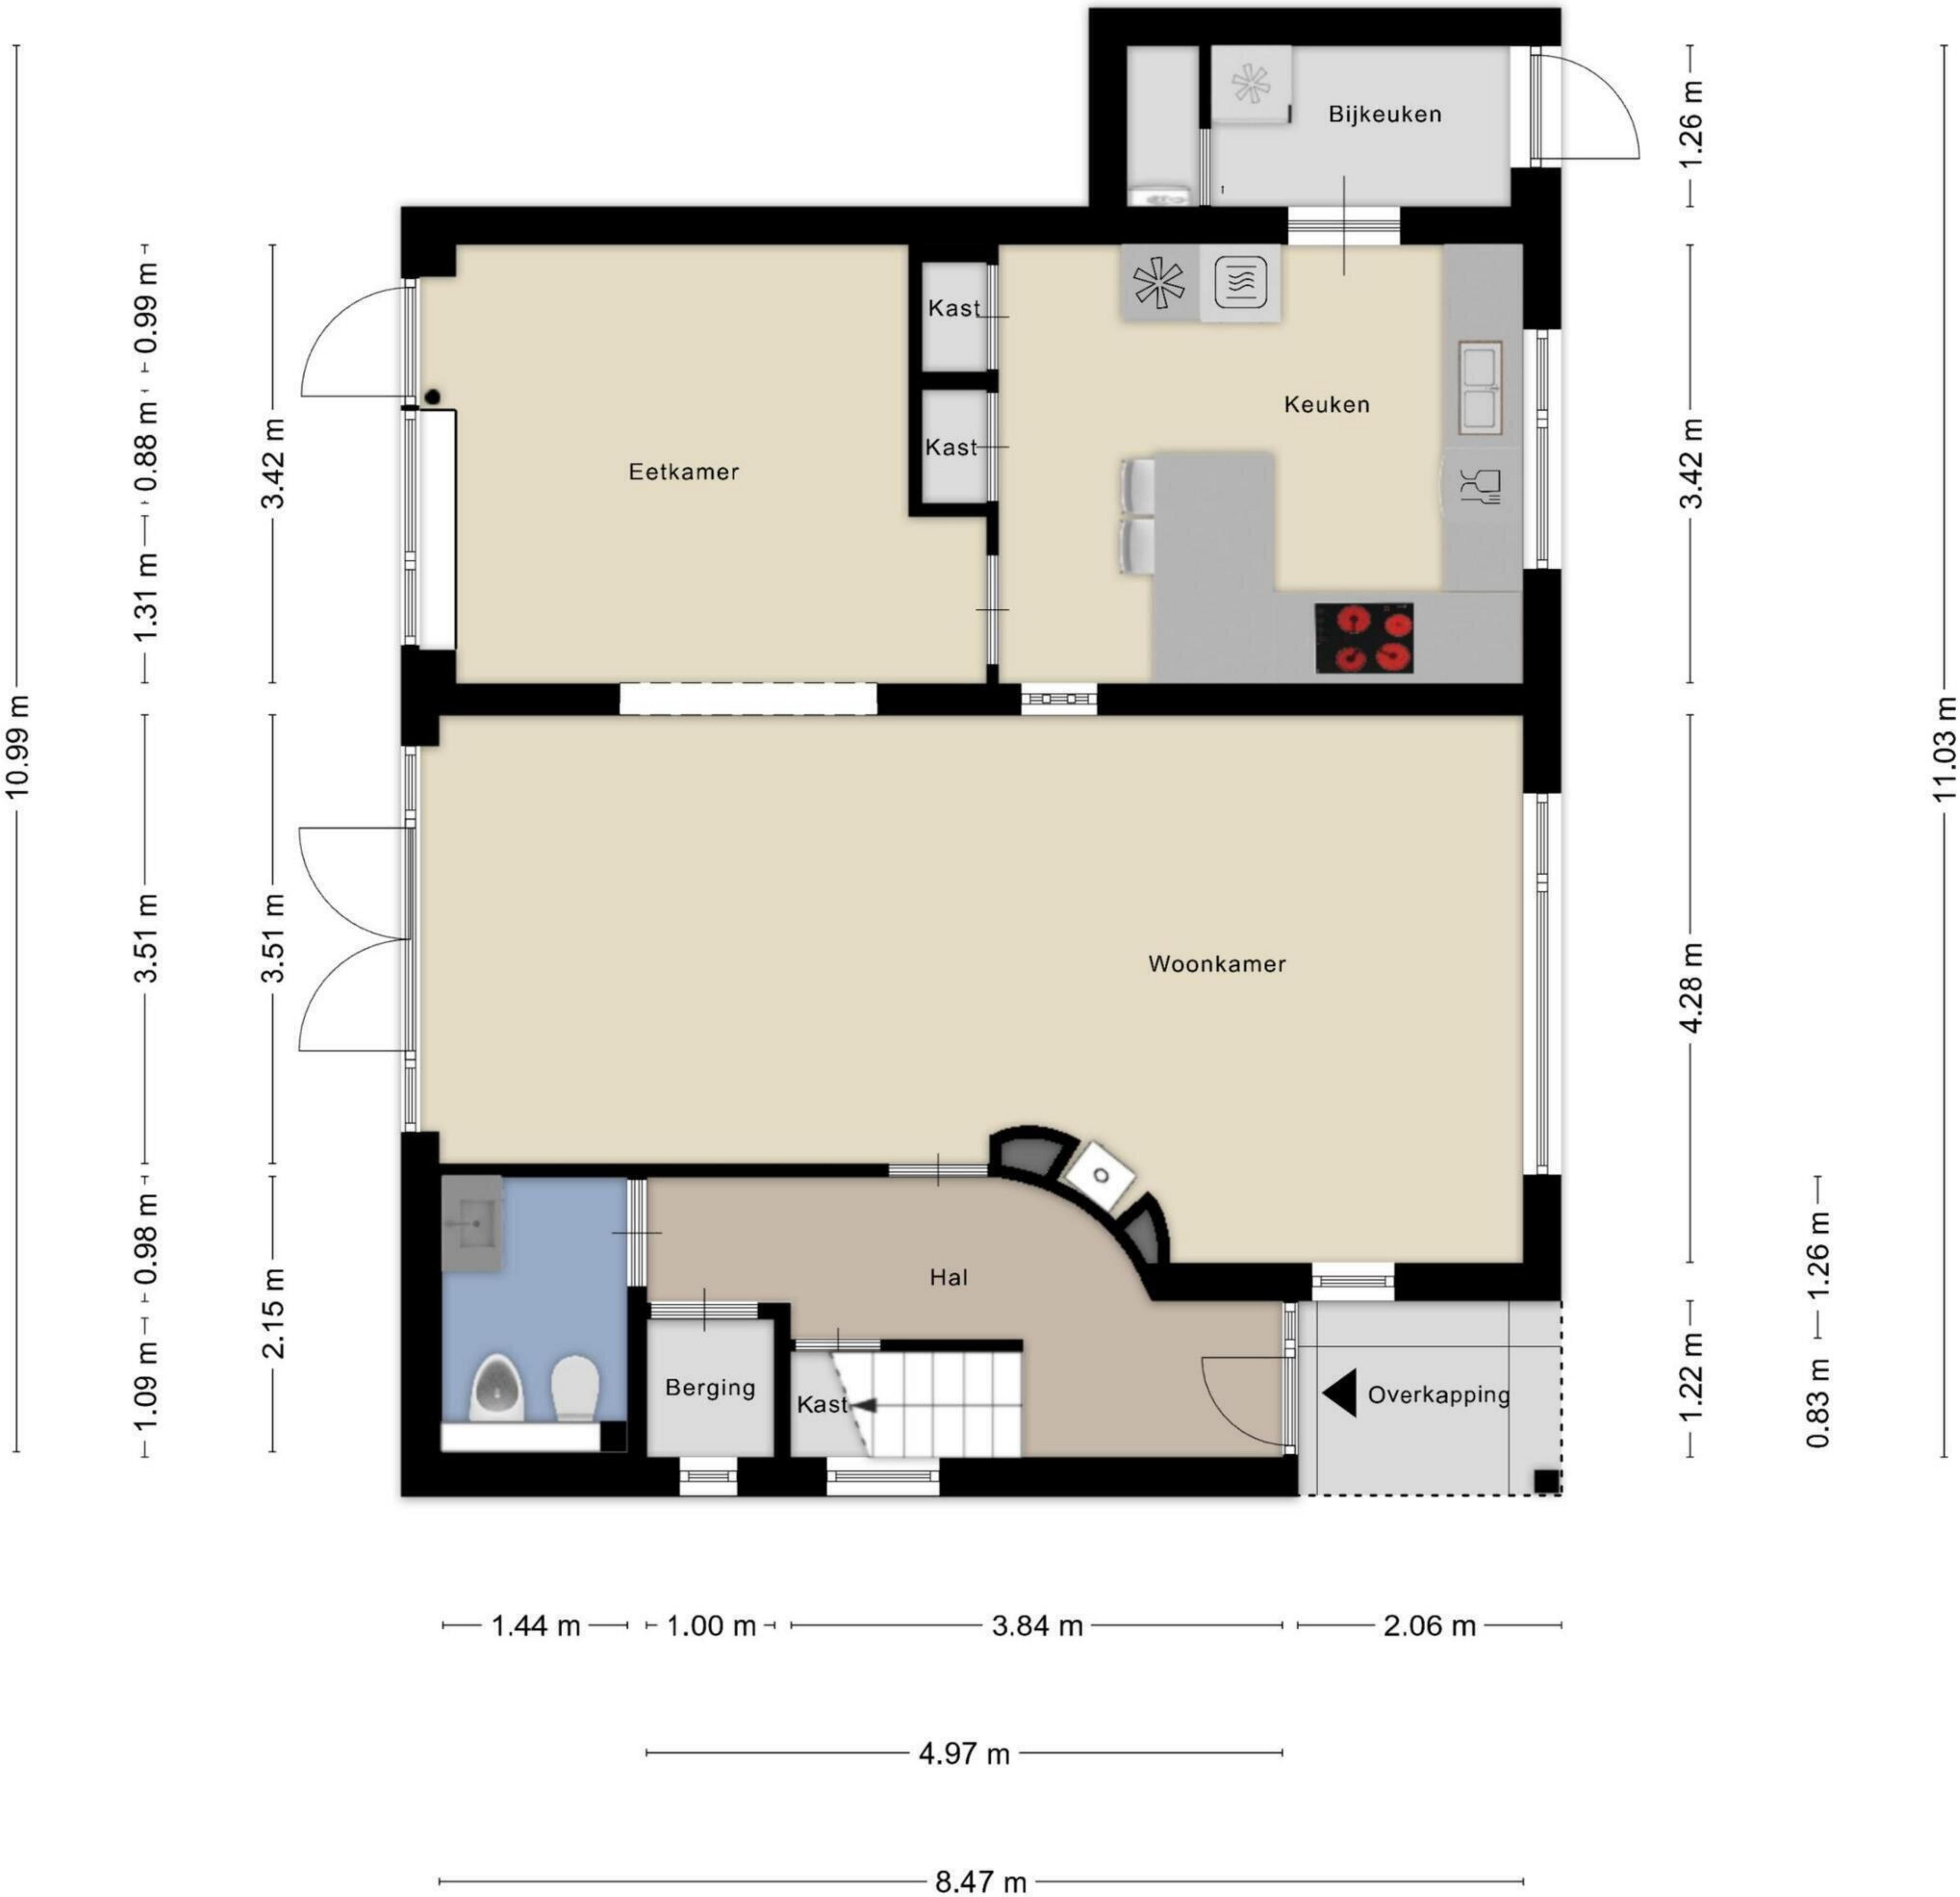 Bijkeuken
1.26 m
Kast
Kast
Keuken
Eetkamer
0.99 m
0.88 m
1.31 m
3.42 m
3.42 m
10.99 m
11.03 m
Woonkamer
3.51 m
3.51 m
4.28 m
Hal
0.98 m
1.09 m
2.15 m
Berging
Kast
Overkapping
1.22 m
1.26 m
0.83 m
1.44 m
1.00 m
3.84 m
2.06 m
4.97 m
8.47 m